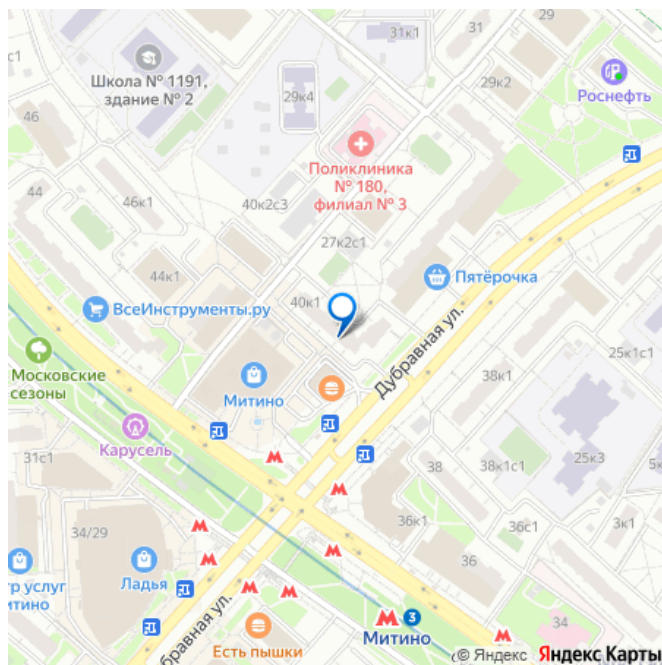 31к1
31
29
с1
Школа № 1191,
здание № 2
29к4
29к2
Роснефть
46
Поликлиника
№ 180,
филиал № 3
44
46к1
40к2с3
27к2с1
44к1
Пятёрочка
40к1
ВсеИнструменты.ру
Московские
сезоны
Митино
Дубравная ул.
25к1с1
38к1
Карусель
31с1
38
38к1с1
25к3
5к
34/29
36к1
36с1
3к1
36
тр услуг
итино
Ладья
3
34
Митино
бравная ул.
Есть пышки
© Яндекс Яндекс Карты